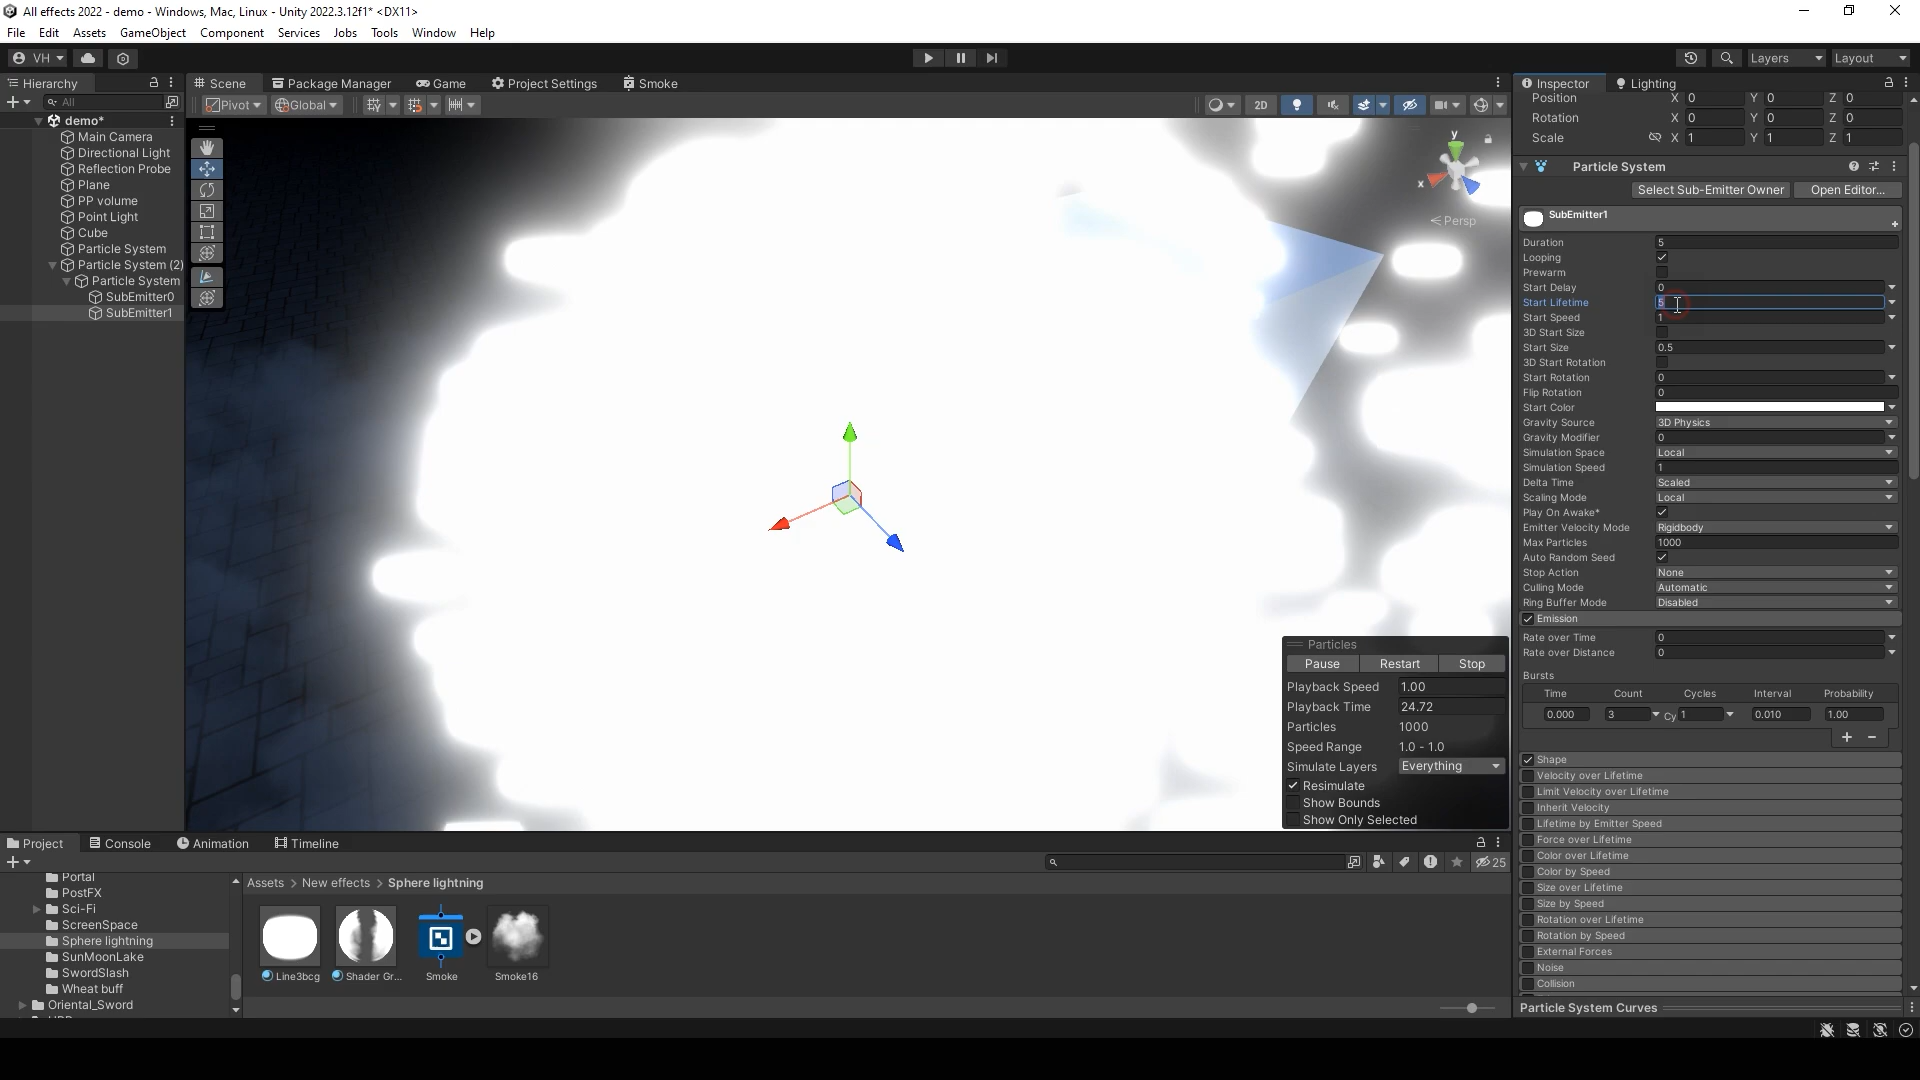 All effects 2022 - demo - Windows, Mac, Linux - Unity 2022.3.12f1* <DX11>
File Edit Assets GameObject Component Services Jobs Tools Window Help
VH Layers Layout
Hierarchy
All
demo*
Main Camera
Directional Light
Reflection Probe
Plane
PP volume
Point Light
Cube
Particle System
Particle System (2)
Particle System
SubEmitter0
SubEmitter1
Scene Package Manager Game Project Settings Smoke
Pivot Global 2D
y
x
Persp
Particles
Pause Restart Stop
Playback Speed 1.00
Playback Time 24.72
Particles 1000
Speed Range 1.0 - 1.0
Simulate Layers Everything
Resimulate
Show Bounds
Show Only Selected
Inspector Lighting
Position X 0 Y 0 Z 0
Rotation X 0 Y 0 Z 0
Scale X 1 Y 1 Z 1
Particle System
Select Sub-Emitter Owner Open Editor...
SubEmitter1
Duration 5
Looping
Prewarm
Start Delay 0
Start Lifetime 5
Start Speed 1
3D Start Size
Start Size 0.5
3D Start Rotation
Start Rotation 0
Flip Rotation 0
Start Color
Gravity Source 3D Physics
Gravity Modifier 0
Simulation Space Local
Simulation Speed 1
Delta Time Scaled
Scaling Mode Local
Play On Awake*
Emitter Velocity Mode Rigidbody
Max Particles 1000
Auto Random Seed
Stop Action None
Culling Mode Automatic
Ring Buffer Mode Disabled
Emission
Rate over Time 0
Rate over Distance 0
Bursts
Time Count Cycles Interval Probability
0.000 3 Cy 1 0.010 1.00
Shape
Velocity over Lifetime
Limit Velocity over Lifetime
Inherit Velocity
Lifetime by Emitter Speed
Force over Lifetime
Color over Lifetime
Color by Speed
Size over Lifetime
Size by Speed
Rotation over Lifetime
Rotation by Speed
External Forces
Noise
Collision
Particle System Curves
Project Console Animation Timeline
25
Portal
PostFX
Sci-Fi
ScreenSpace
Sphere lightning
SunMoonLake
SwordSlash
Wheat buff
Oriental_Sword
Assets > New effects > Sphere lightning
Line3bcg Shader Gr... Smoke Smoke16